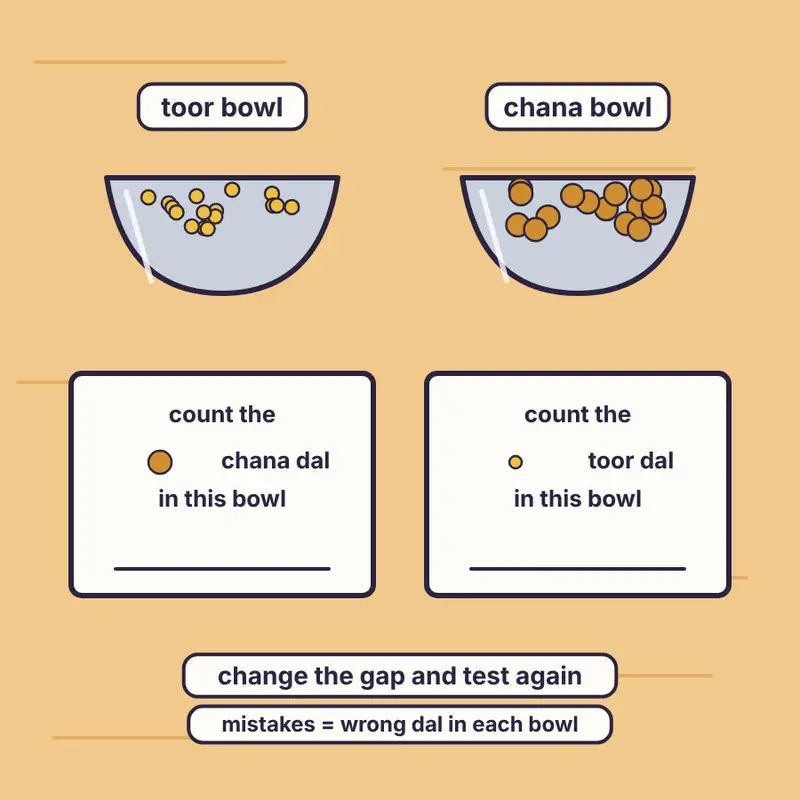 toor bowl
chana bowl
count the
chana dal
in this bowl
count the
toor dal
in this bowl
change the gap and test again
mistakes = wrong dal in each bowl